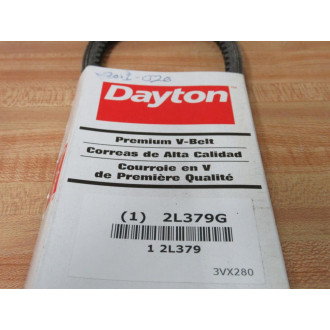 Dayton
Premium V-Belt
Correas de Alta Calidad
Courroie en V
de Première Qualité
(1) 2L379G
1 2L379
3VX280